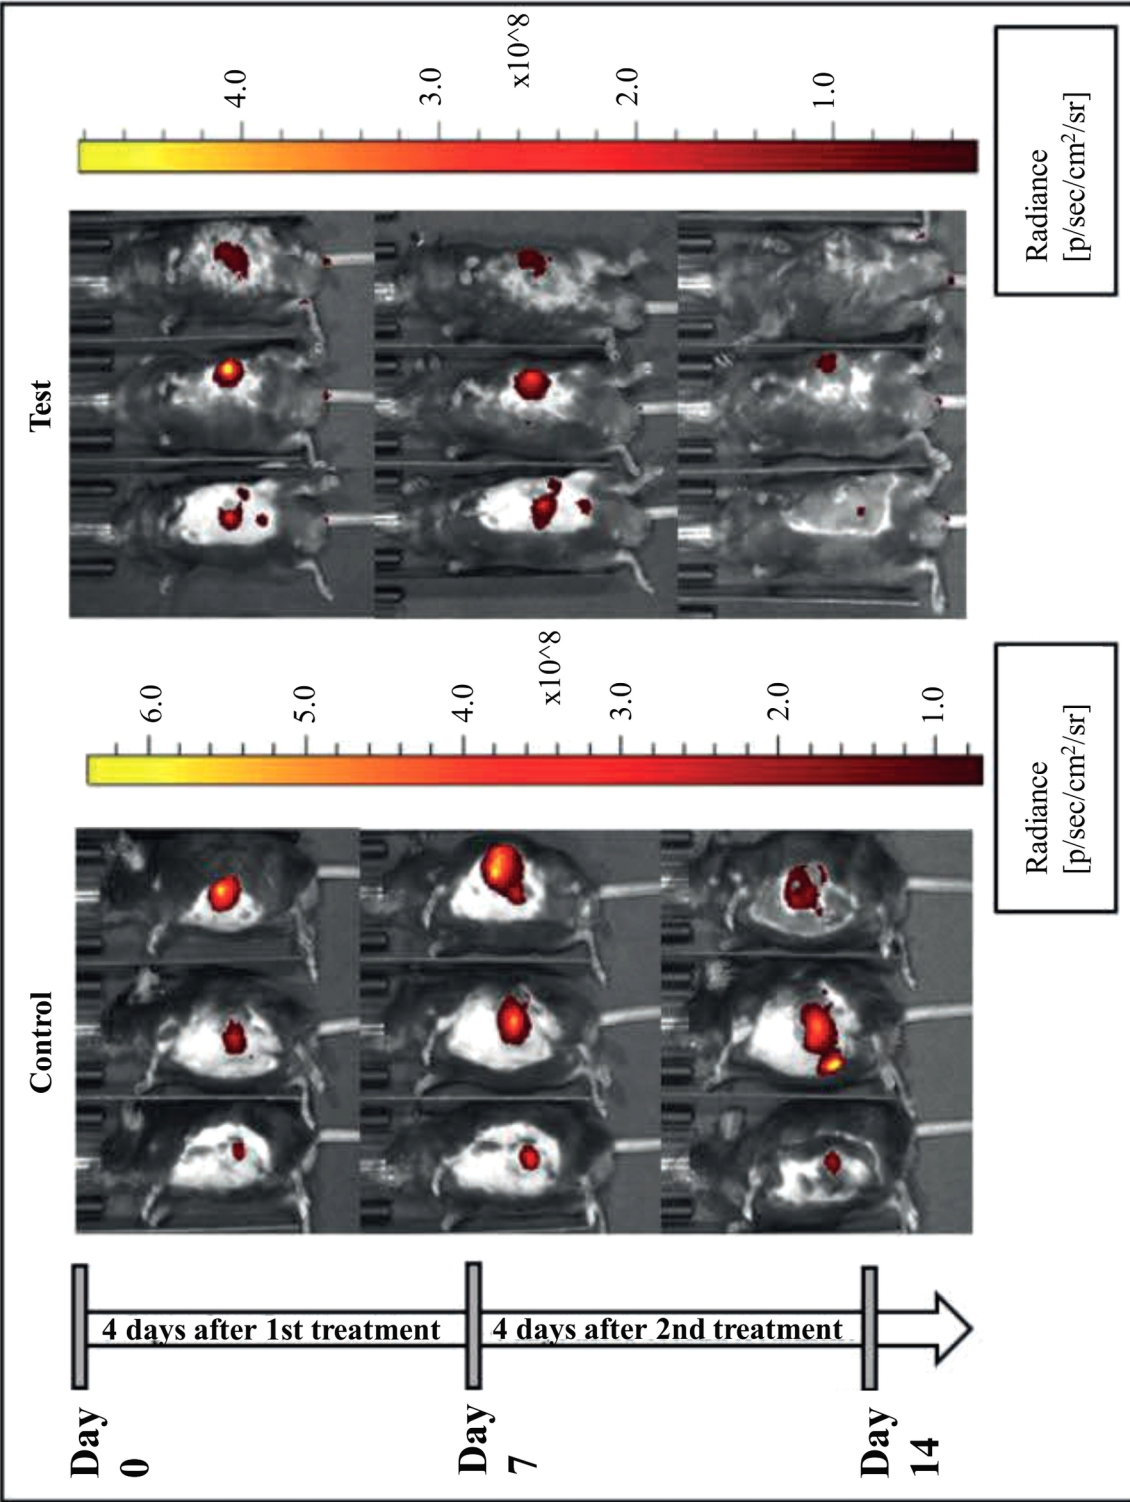 Control
Test
Day
0
4 days after 1st treatment
Day
7
4 days after 2nd treatment
Day
14
6.0
5.0
4.0
x10^8
3.0
2.0
1.0
Radiance
[p/sec/cm²/sr]
4.0
3.0
x10^8
2.0
1.0
Radiance
[p/sec/cm²/sr]